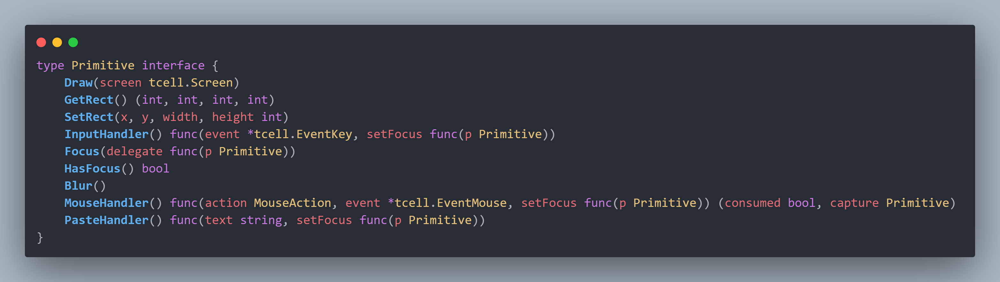 type Primitive interface {
    Draw(screen tcell.Screen)
    GetRect() (int, int, int, int)
    SetRect(x, y, width, height int)
    InputHandler() func(event *tcell.EventKey, setFocus func(p Primitive))
    Focus(delegate func(p Primitive))
    HasFocus() bool
    Blur()
    MouseHandler() func(action MouseAction, event *tcell.EventMouse, setFocus func(p Primitive)) (consumed bool, capture Primitive)
    PasteHandler() func(text string, setFocus func(p Primitive))
}